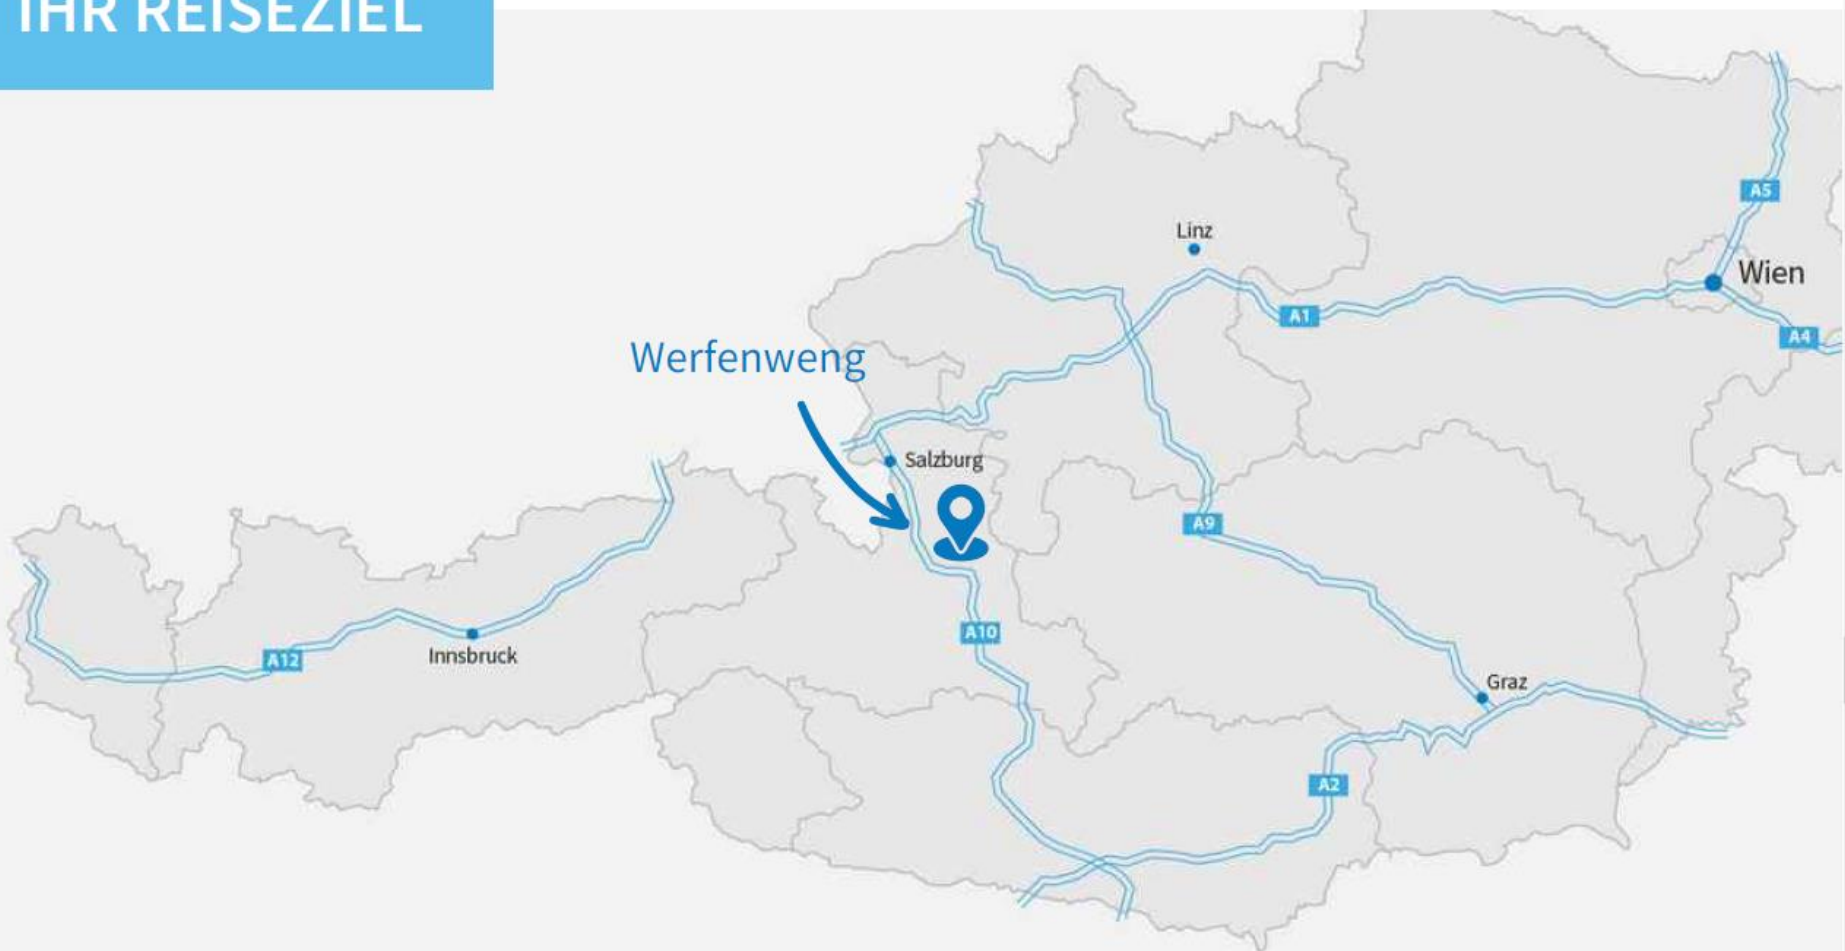 IHR REISEZIEL
A5
Linz
Wien
A1
A4
Werfenweng
Salzburg
A9
A10
A12
Innsbruck
Graz
A2